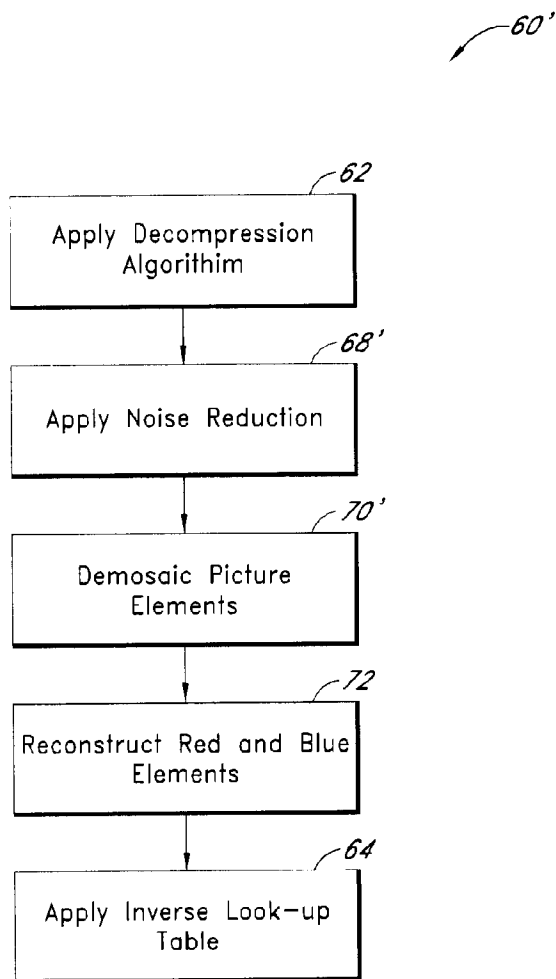 60'
62
Apply Decompression
Algorithim
68'
Apply Noise Reduction
70'
Demosaic Picture
Elements
72
Reconstruct Red and Blue
Elements
64
Apply Inverse Look-up
Table